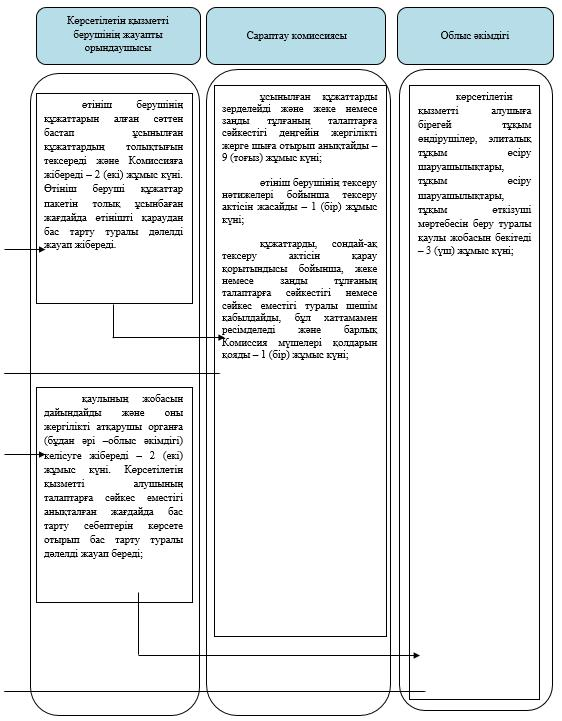 Көрсетілетін қызметті
берушінің жауапты
орындаушысы
Сараптау комиссиясы
Облыс әкімдігі
өтініш берушінің
құжаттарын алған сәттен
бастап ұсынылған
құжаттардың толықтығын
тексереді және Комиссияға
жібереді – 2 (екі) жұмыс күні.
Өтініш беруші құжаттар
пакетін толық ұсынбаған
жағдайда өтінішті қараудан
бас тарту туралы дәлелді
жауап жібереді.
қаулының жобасын
дайындайды және оны
жергілікті атқарушы органға
(бұдан әрі –облыс әкімдігі)
келісуге жібереді – 2 (екі)
жұмыс күні. Көрсетілетін
қызметті алушының
талаптарға сәйкес еместігі
анықталған жағдайда бас
тарту себептерін көрсете
отырып бас тарту туралы
дәлелді жауап береді;
ұсынылған құжаттарды
зерделейді және жеке немесе
заңды тұлғаның талаптарға
сәйкестігі деңгейін жергілікті
жерге шыға отырып анықтайды –
9 (тоғыз) жұмыс күні;
өтініш берушінің тексеру
нәтижелері бойынша тексеру
актісін жасайды – 1 (бір) жұмыс
күні;
құжаттарды, сондай-ақ
тексеру актісін қарау
қорытындысы бойынша, жеке
немесе заңды тұлғаның
талаптарға сәйкестігі немесе
сәйкес еместігі туралы шешім
қабылдайды, бұл хаттамамен
ресімделеді және барлық
Комиссия мүшелері қолдарын
қояды – 1 (бір) жұмыс күні;
көрсетілетін
қызметті алушыға
бірегей тұқым
өндірушілер, элиталық
тұқым өсіру
шаруашылықтары,
тұқым өсіру
шаруашылықтары,
тұқым өткізуші
мәртебесін беру туралы
қаулы жобасын бекітеді
– 3 (үш) жұмыс күні;